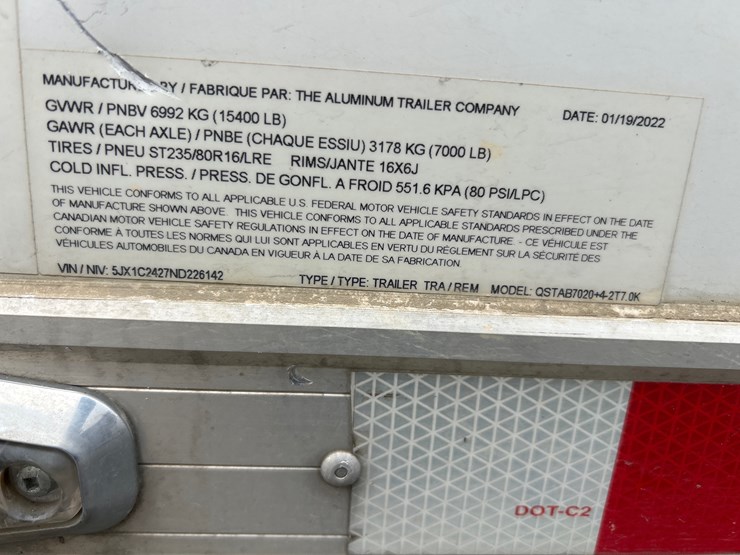 MANUFACTURED BY / FABRIQUE PAR: THE ALUMINUM TRAILER COMPANY DATE: 01/19/2022
GVWR / PNBV 6992 KG (15400 LB)
GAWR (EACH AXLE) / PNBE (CHAQUE ESSIU) 3178 KG (7000 LB)
TIRES / PNEU ST235/80R16/LRE RIMS/JANTE 16X6J
COLD INFL. PRESS. / PRESS. DE GONFL. A FROID 551.6 KPA (80 PSI/LPC)
THIS VEHICLE CONFORMS TO ALL APPLICABLE U.S. FEDERAL MOTOR VEHICLE SAFETY STANDARDS IN EFFECT ON THE DATE
OF MANUFACTURE SHOWN ABOVE. THIS VEHICLE CONFORMS TO ALL APPLICABLE STANDARDS PRESCRIBED UNDER THE
CANADIAN MOTOR VEHICLE SAFETY REGULATIONS IN EFFECT ON THE DATE OF MANUFACTURE. - CE VÉHICULE EST
CONFORME À TOUTES LES NORMES QUI LUI SONT APPLICABLES EN VERTU DU RÈGLEMENT SUR LA SÉCURITÉ DES
VÉHICULES AUTOMOBILES DU CANADA EN VIGUEUR À LA DATE DE SA FABRICATION.
VIN / NIV: 5JX1C2427ND226142 TYPE / TYPE: TRAILER TRA / REM MODEL: QSTAB7020+4-2T7.0K
DOT-C2